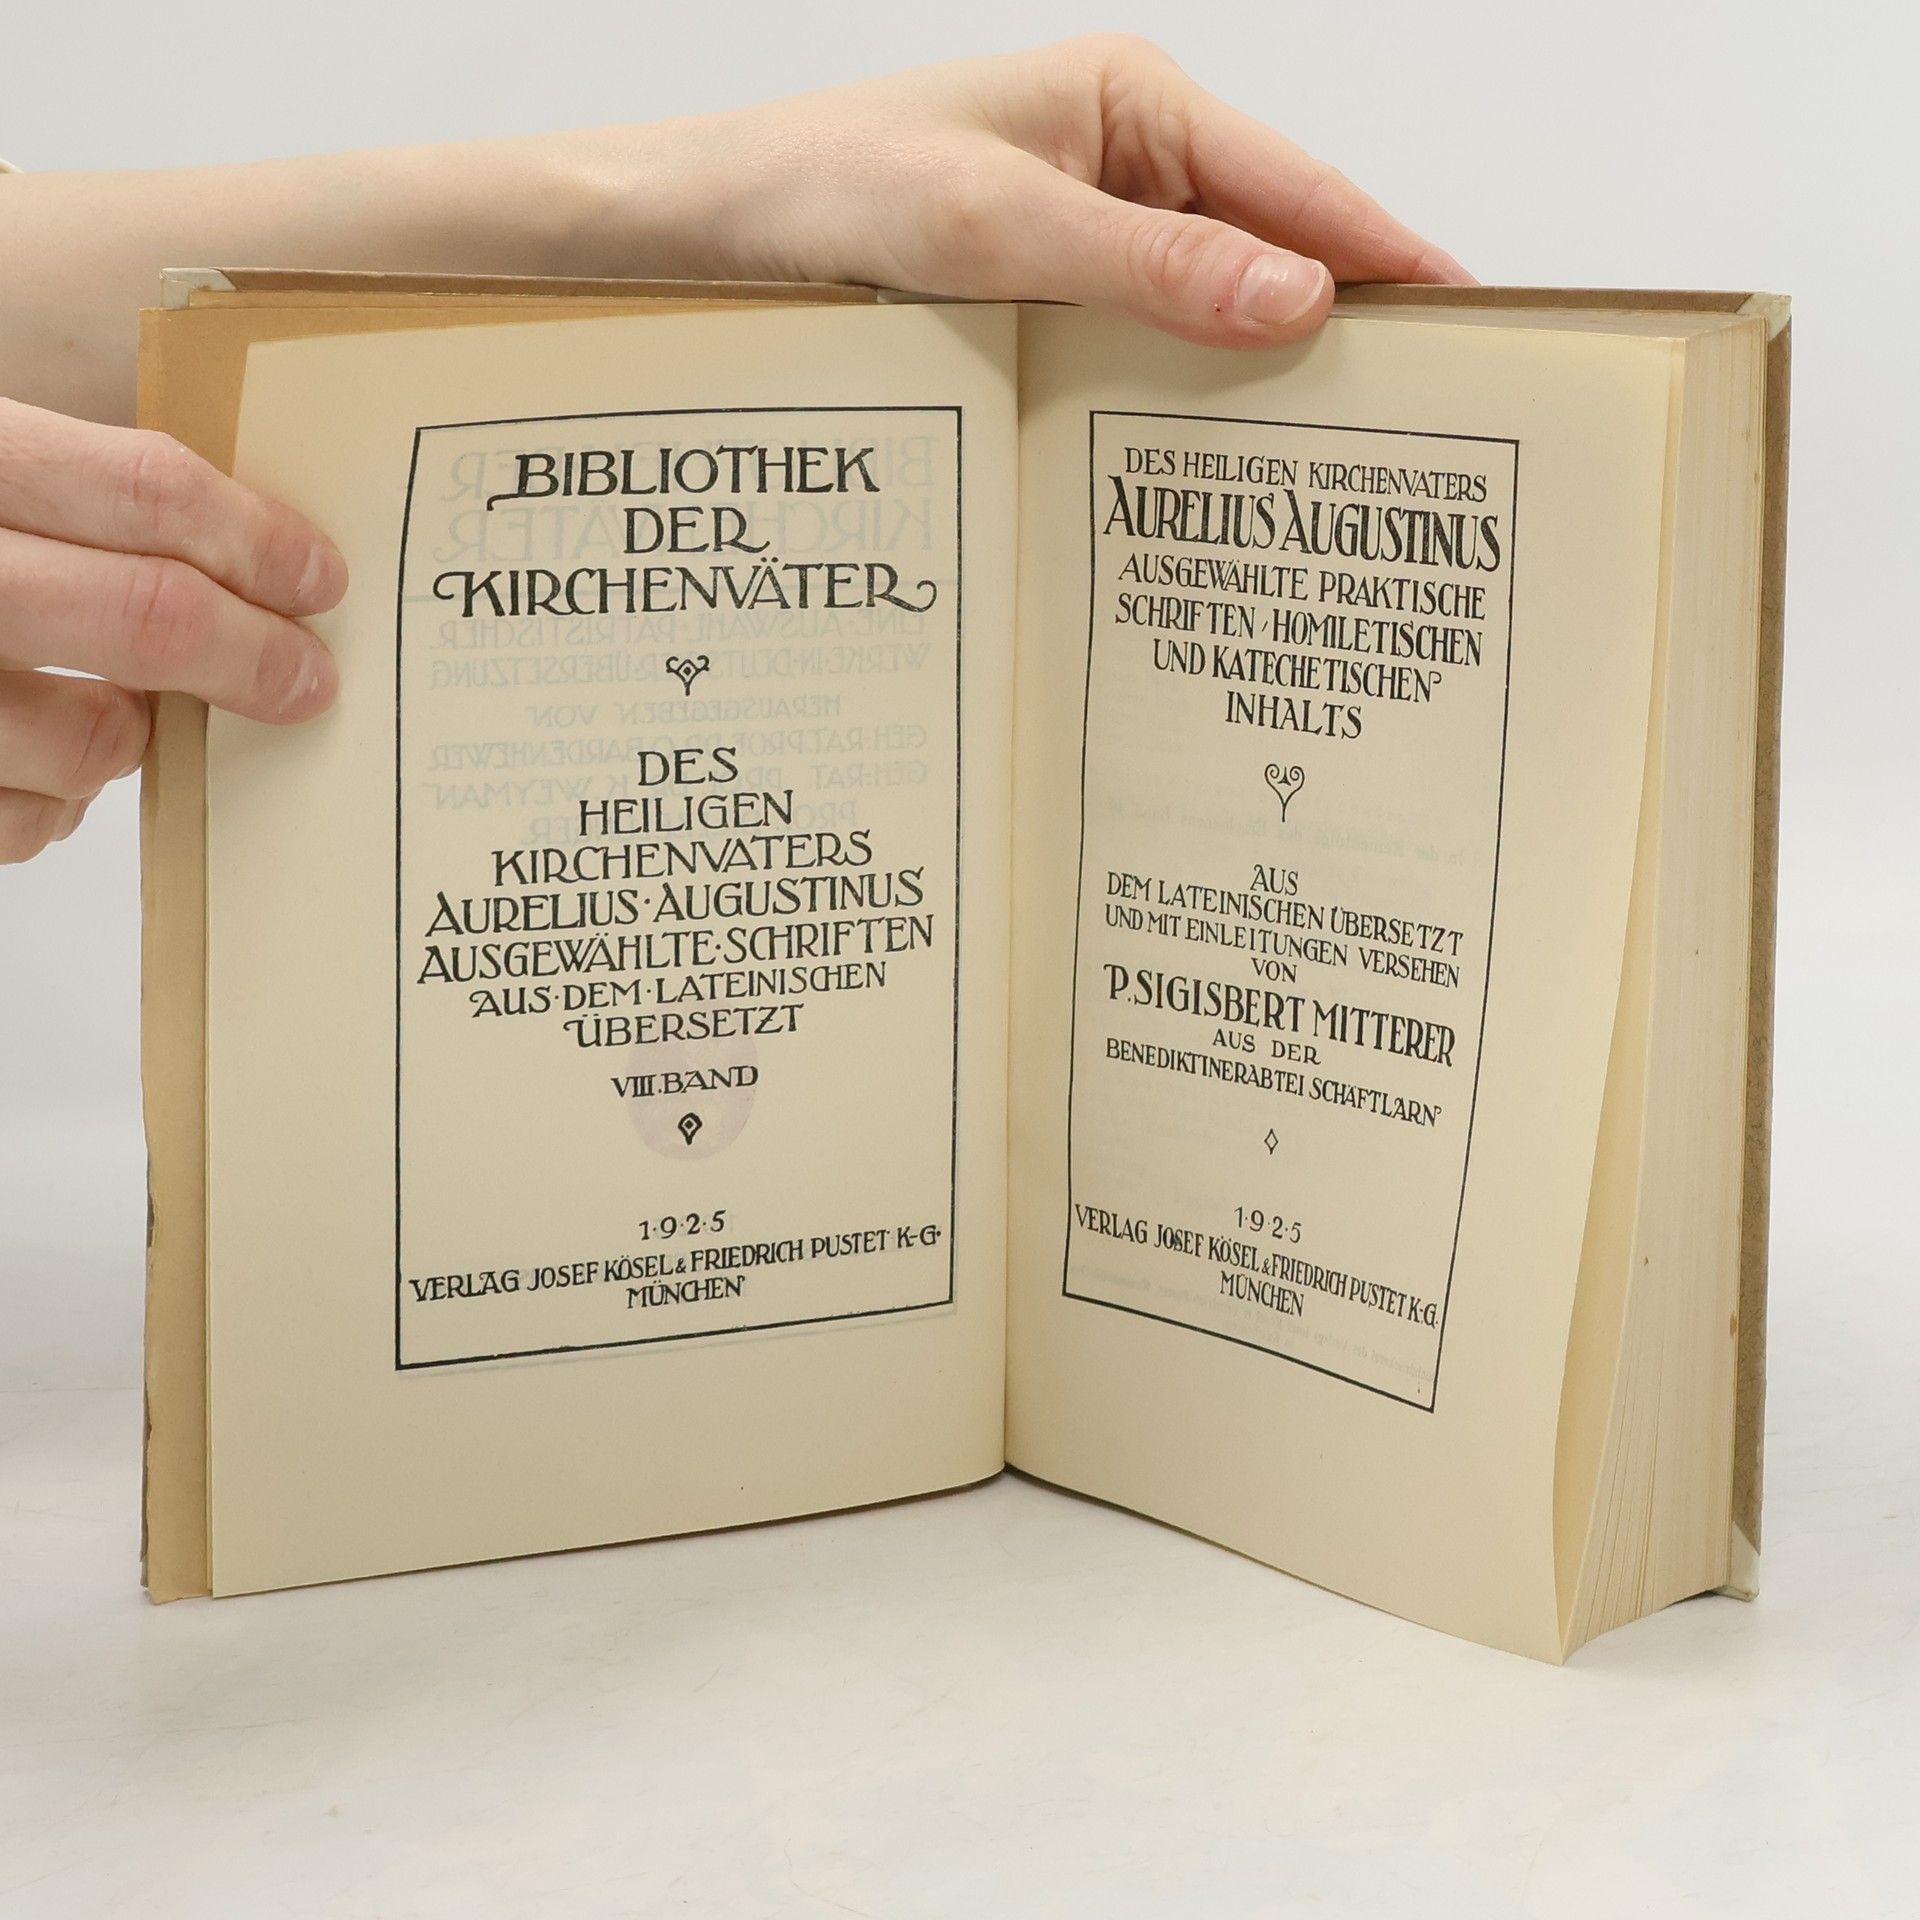 BIBLIOTHEK
DER
KIRCHENVÄTER
DES
HEILIGEN
KIRCHENVATERS
AURELIUS·AUGUSTINUS
AUSGEWÄHLTE·SCHRIFTEN
AUS·DEM·LATEINISCHEN
ÜBERSETZT
VIII.BAND
1·9·2·5
VERLAG JOSEF KÖSEL & FRIEDRICH PUSTET K-G·
MÜNCHEN
DES HEILIGEN KIRCHENVATERS
AURELIUS AUGUSTINUS
AUSGEWÄHLTE PRAKTISCHE
SCHRIFTEN, HOMILETISCHEN
UND KATECHETISCHEN
INHALTS
AUS
DEM LATEINISCHEN ÜBERSETZT
UND MIT EINLEITUNGEN VERSEHEN
VON
P. SIGISBERT MITTERER
AUS DER
BENEDIKTINERABTEI SCHÄFTLARN
1·9·2·5
VERLAG JOSEF KÖSEL & FRIEDRICH PUSTET K-G.
MÜNCHEN